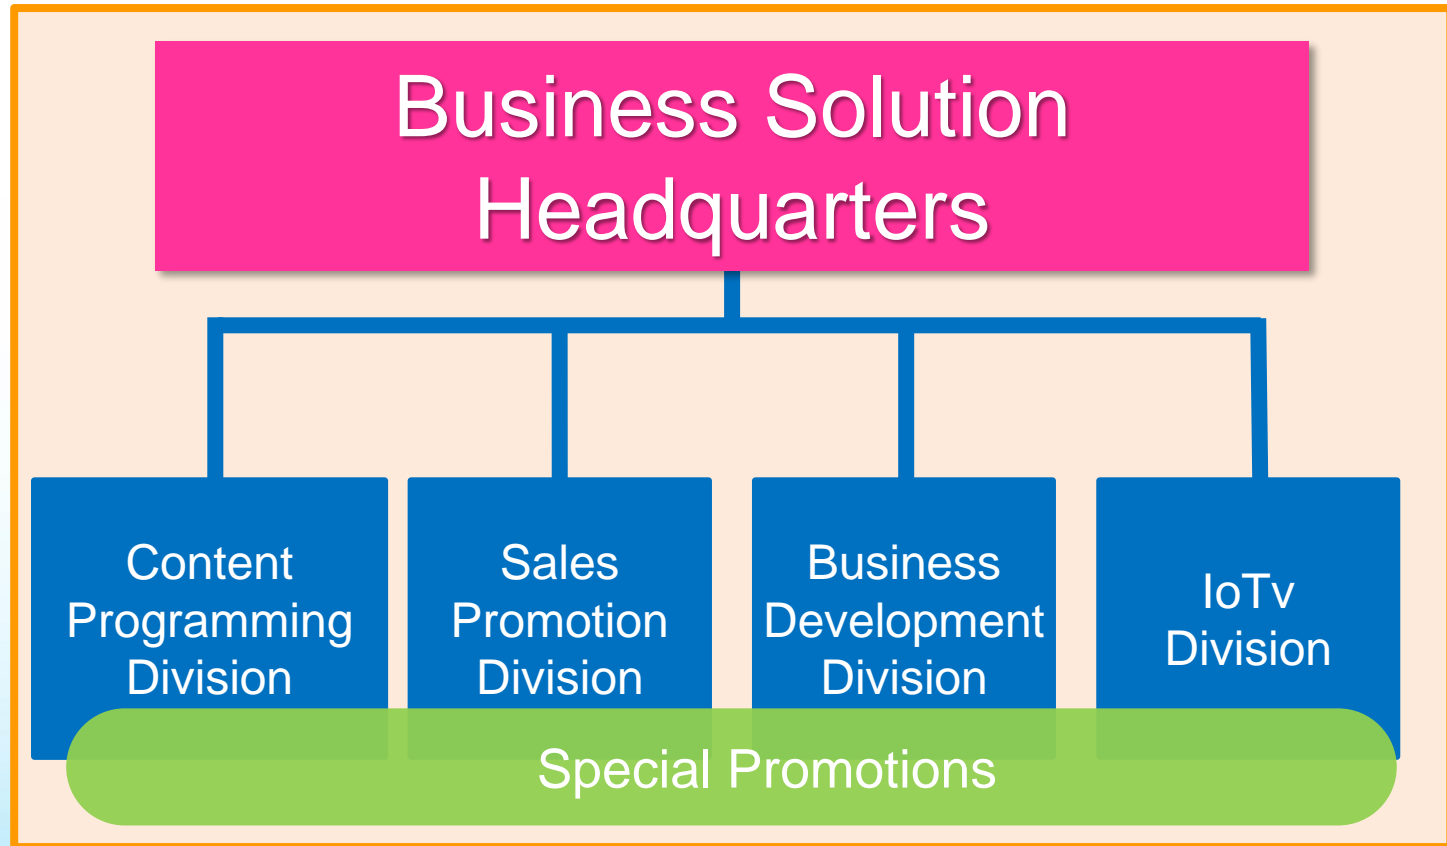 Business Solution
Headquarters
Content
Programming
Division
Sales
Promotion
Division
Business
Development
Division
IoTv
Division
Special Promotions